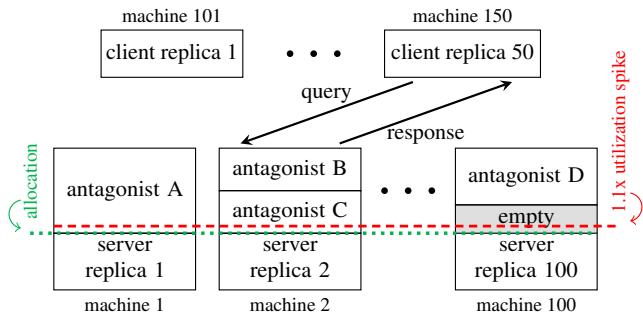 machine 101
machine 150
client replica 1
client replica 50
query
response
allocation
1.1x utilization spike
antagonist A
antagonist B
antagonist C
antagonist D
empty
server
replica 1
server
replica 2
server
replica 100
machine 1
machine 2
machine 100